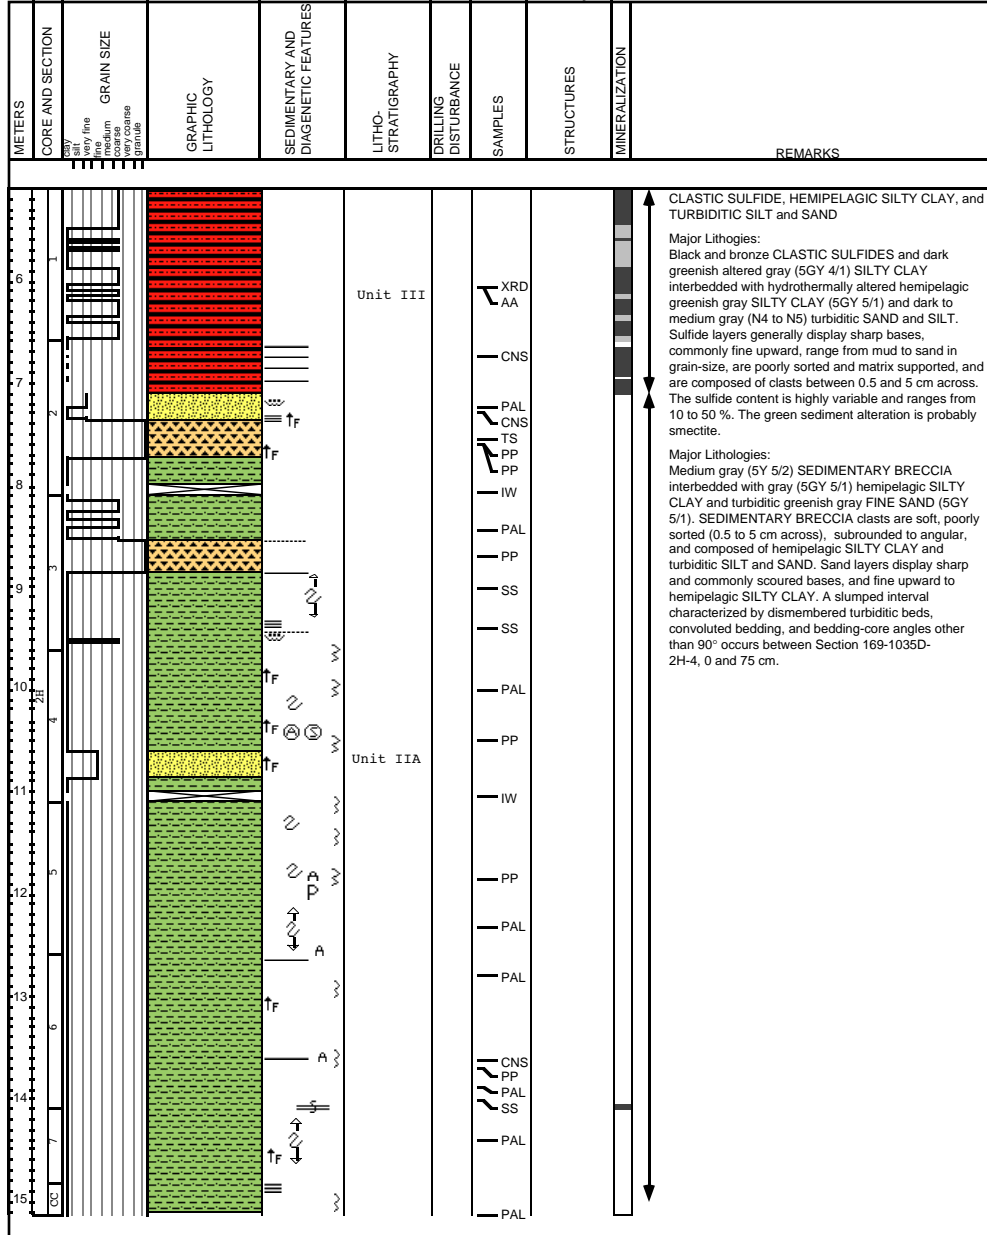 METERS
CORE AND SECTION
GRAIN SIZE
clay
silt
very fine
fine
medium
coarse
very coarse
granule
GRAPHIC
LITHOLOGY
SEDIMENTARY AND
DIAGENETIC FEATURES
LITHO-
STRATIGRAPHY
DRILLING
DISTURBANCE
SAMPLES
STRUCTURES
MINERALIZATION
REMARKS
CLASTIC SULFIDE, HEMIPELAGIC SILTY CLAY, and
TURBIDITIC SILT and SAND
Major Lithogies:
Black and bronze CLASTIC SULFIDES and dark
greenish altered gray (5GY 4/1) SILTY CLAY
interbedded with hydrothermally altered hemipelagic
greenish gray SILTY CLAY (5GY 5/1) and dark to
medium gray (N4 to N5) turbiditic SAND and SILT.
Sulfide layers generally display sharp bases,
commonly fine upward, range from mud to sand in
grain-size, are poorly sorted and matrix supported, and
are composed of clasts between 0.5 and 5 cm across.
The sulfide content is highly variable and ranges from
10 to 50 %. The green sediment alteration is probably
smectite.
Major Lithologies:
Medium gray (5Y 5/2) SEDIMENTARY BRECCIA
interbedded with gray (5GY 5/1) hemipelagic SILTY
CLAY and turbiditic greenish gray FINE SAND (5GY
5/1). SEDIMENTARY BRECCIA clasts are soft, poorly
sorted (0.5 to 5 cm across), subrounded to angular,
and composed of hemipelagic SILTY CLAY and
turbiditic SILT and SAND. Sand layers display sharp
and commonly scoured bases, and fine upward to
hemipelagic SILTY CLAY. A slumped interval
characterized by dismembered turbiditic beds,
convoluted bedding, and bedding-core angles other
than 90° occurs between Section 169-1035D-
2H-4, 0 and 75 cm.
6
7
8
9
10
11
12
13
14
15
2H
1
2
3
4
5
6
7
CC
F
F
F
F
A S
F
A
P
A
F
A
S
F
Unit III
Unit IIA
XRD
AA
CNS
PAL
CNS
TS
PP
PP
IW
PAL
PP
SS
SS
PAL
PP
IW
PP
PAL
PAL
CNS
PP
PAL
SS
PAL
PAL